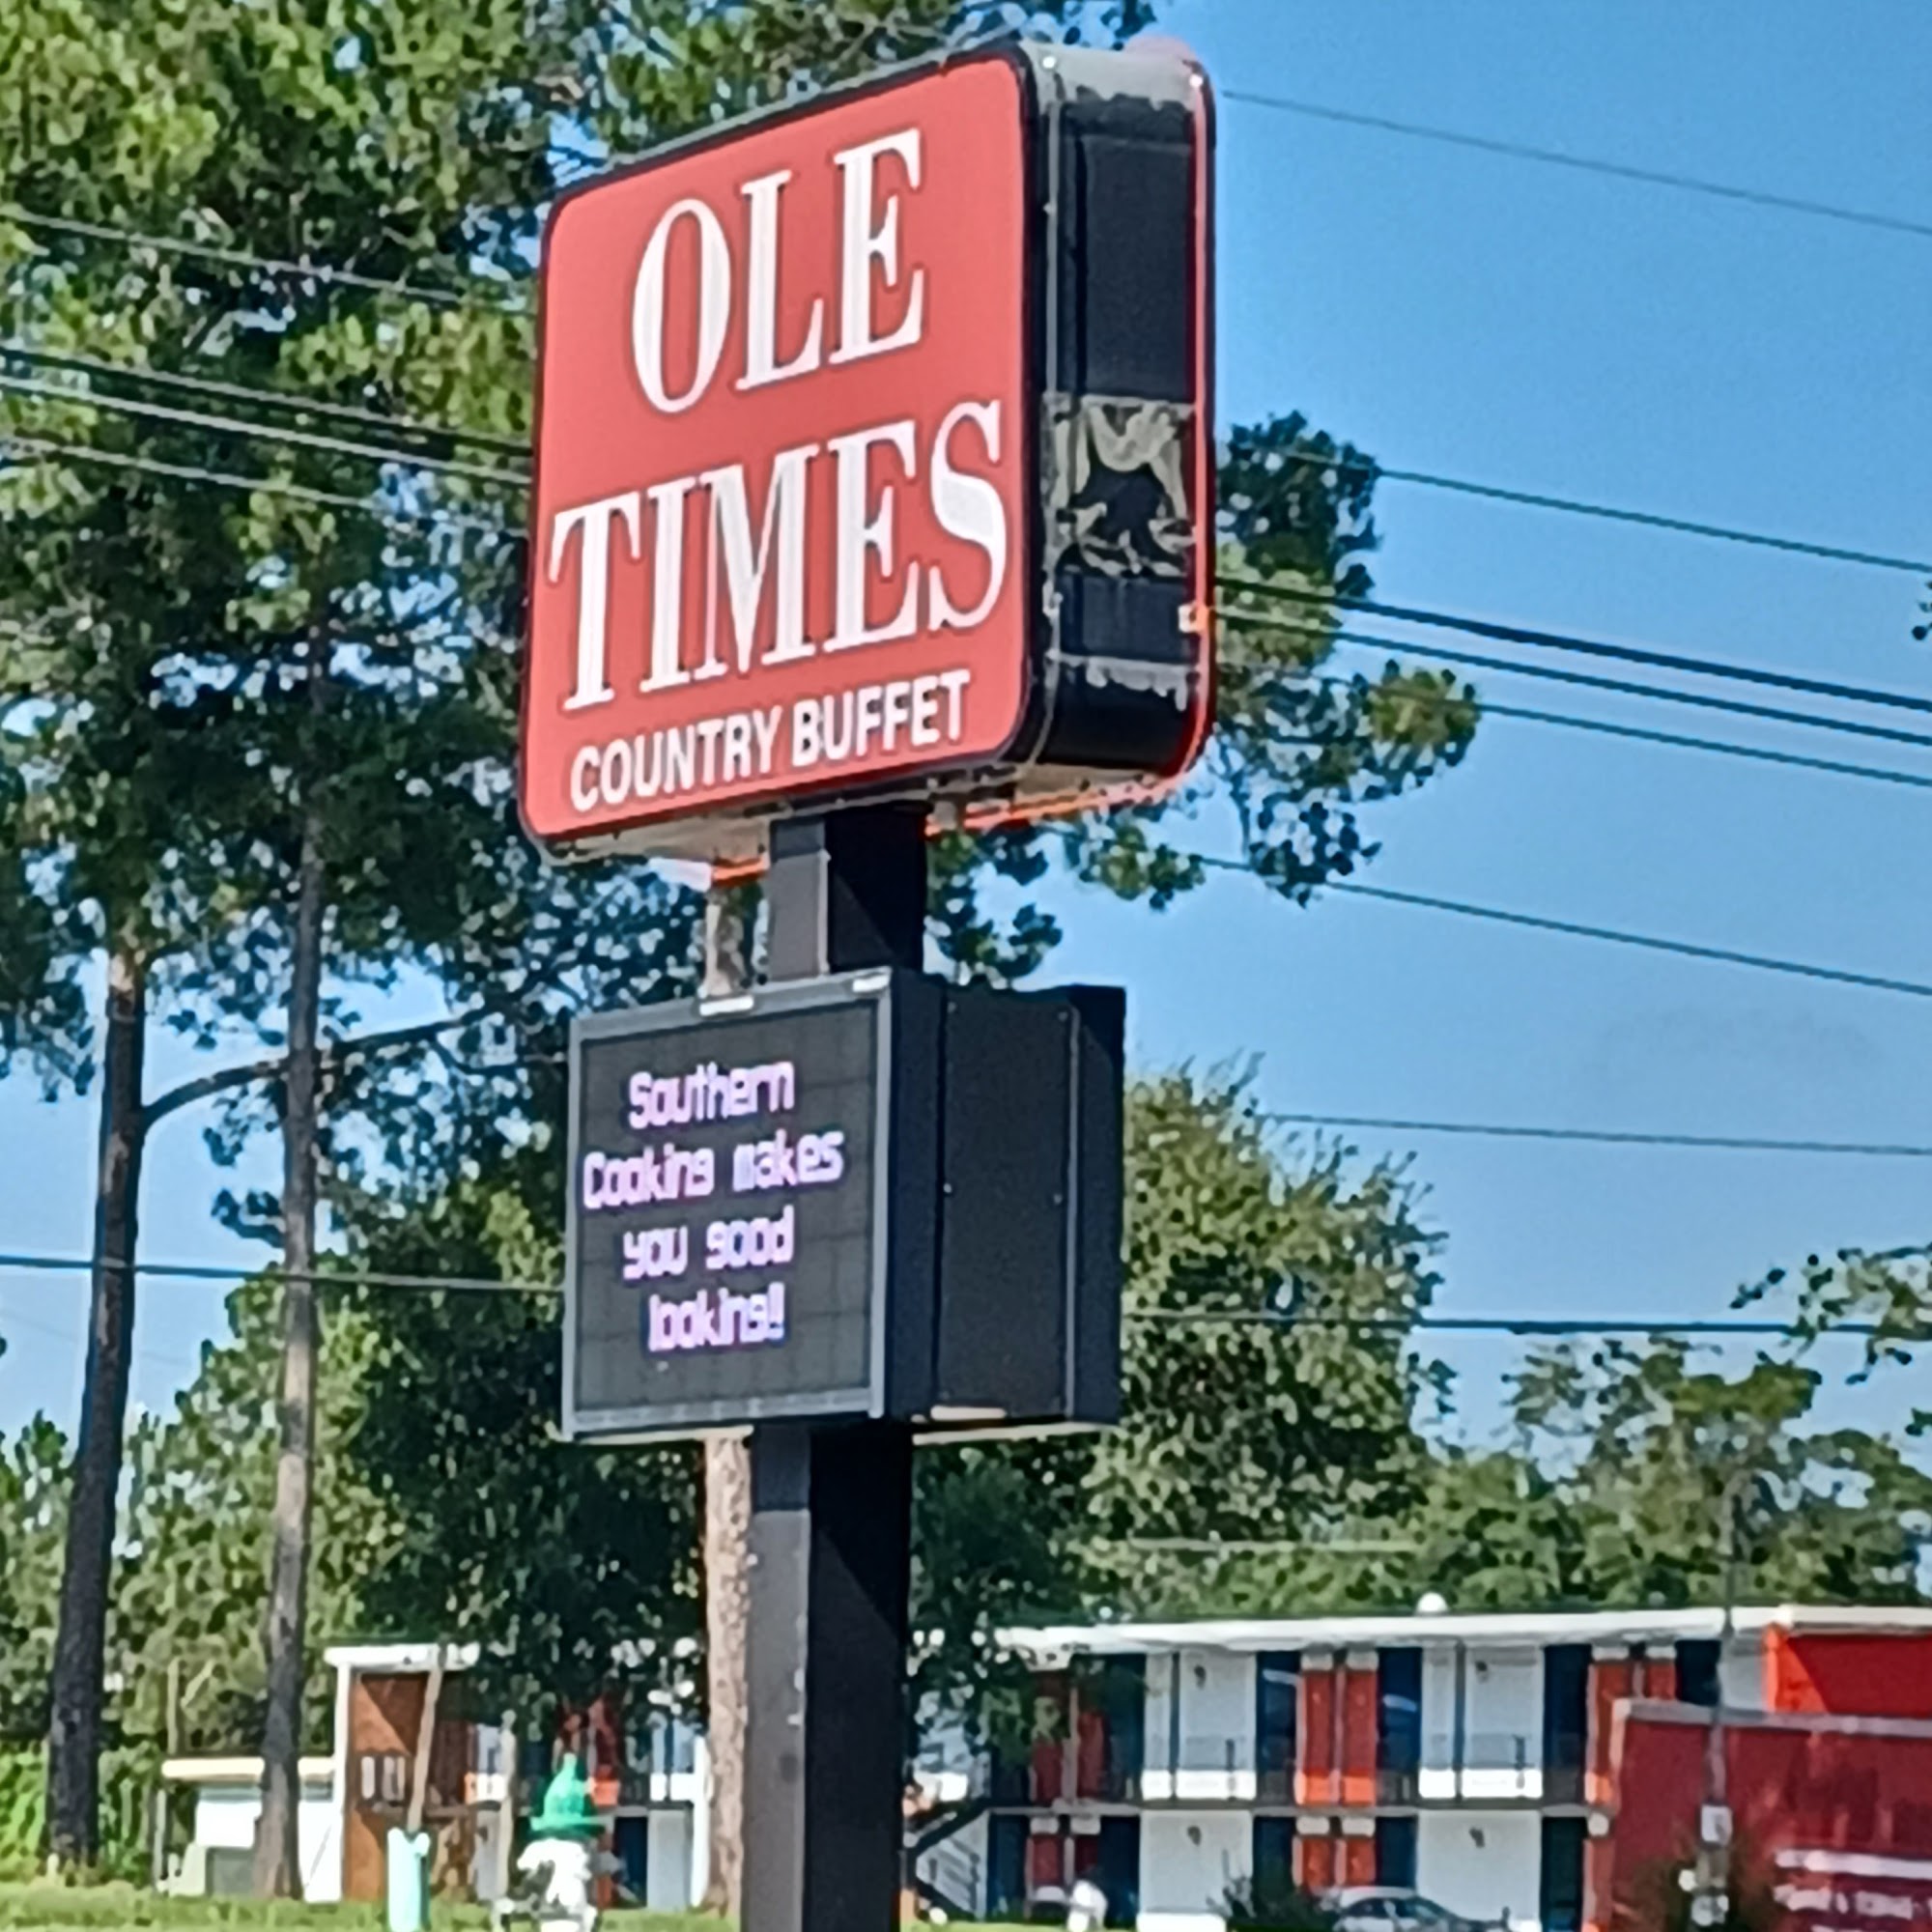 OLE
TIMES
COUNTRY BUFFET
Southern
Cooking makes
you good
looking!!